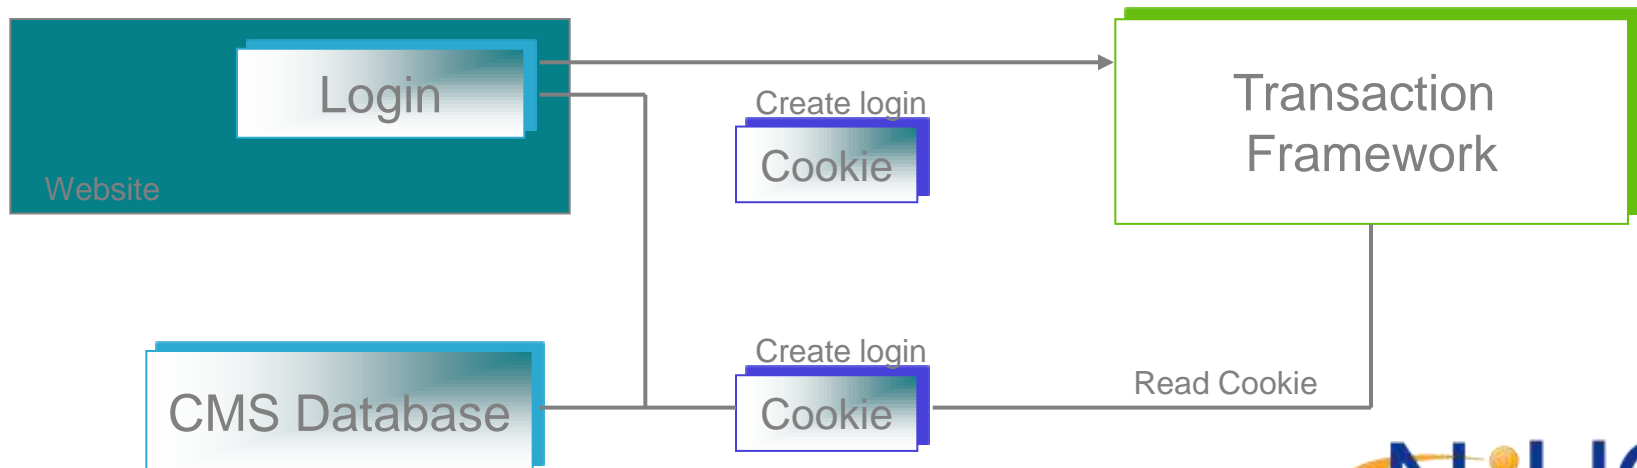 Login
Create login
Transaction
Framework
Cookie
Website
Create login
Read Cookie
CMS Database
Cookie